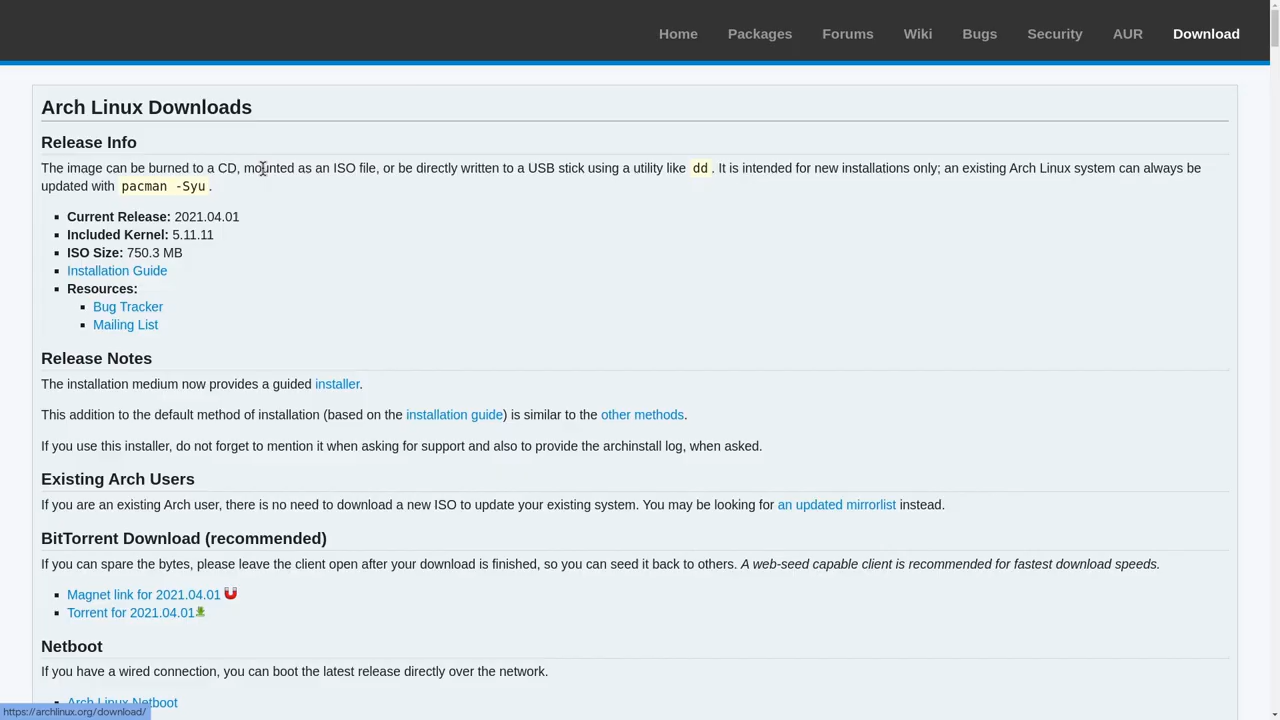 Home Packages Forums Wiki Bugs Security AUR Download
Arch Linux Downloads
Release Info
The image can be burned to a CD, mounted as an ISO file, or be directly written to a USB stick using a utility like dd. It is intended for new installations only; an existing Arch Linux system can always be
updated with pacman -Syu.
Current Release: 2021.04.01
Included Kernel: 5.11.11
ISO Size: 750.3 MB
Installation Guide
Resources:
Bug Tracker
Mailing List
Release Notes
The installation medium now provides a guided installer.
This addition to the default method of installation (based on the installation guide) is similar to the other methods.
If you use this installer, do not forget to mention it when asking for support and also to provide the archinstall log, when asked.
Existing Arch Users
If you are an existing Arch user, there is no need to download a new ISO to update your existing system. You may be looking for an updated mirrorlist instead.
BitTorrent Download (recommended)
If you can spare the bytes, please leave the client open after your download is finished, so you can seed it back to others. A web-seed capable client is recommended for fastest download speeds.
Magnet link for 2021.04.01
Torrent for 2021.04.01
Netboot
If you have a wired connection, you can boot the latest release directly over the network.
Arch Linux Netboot
https://archlinux.org/download/